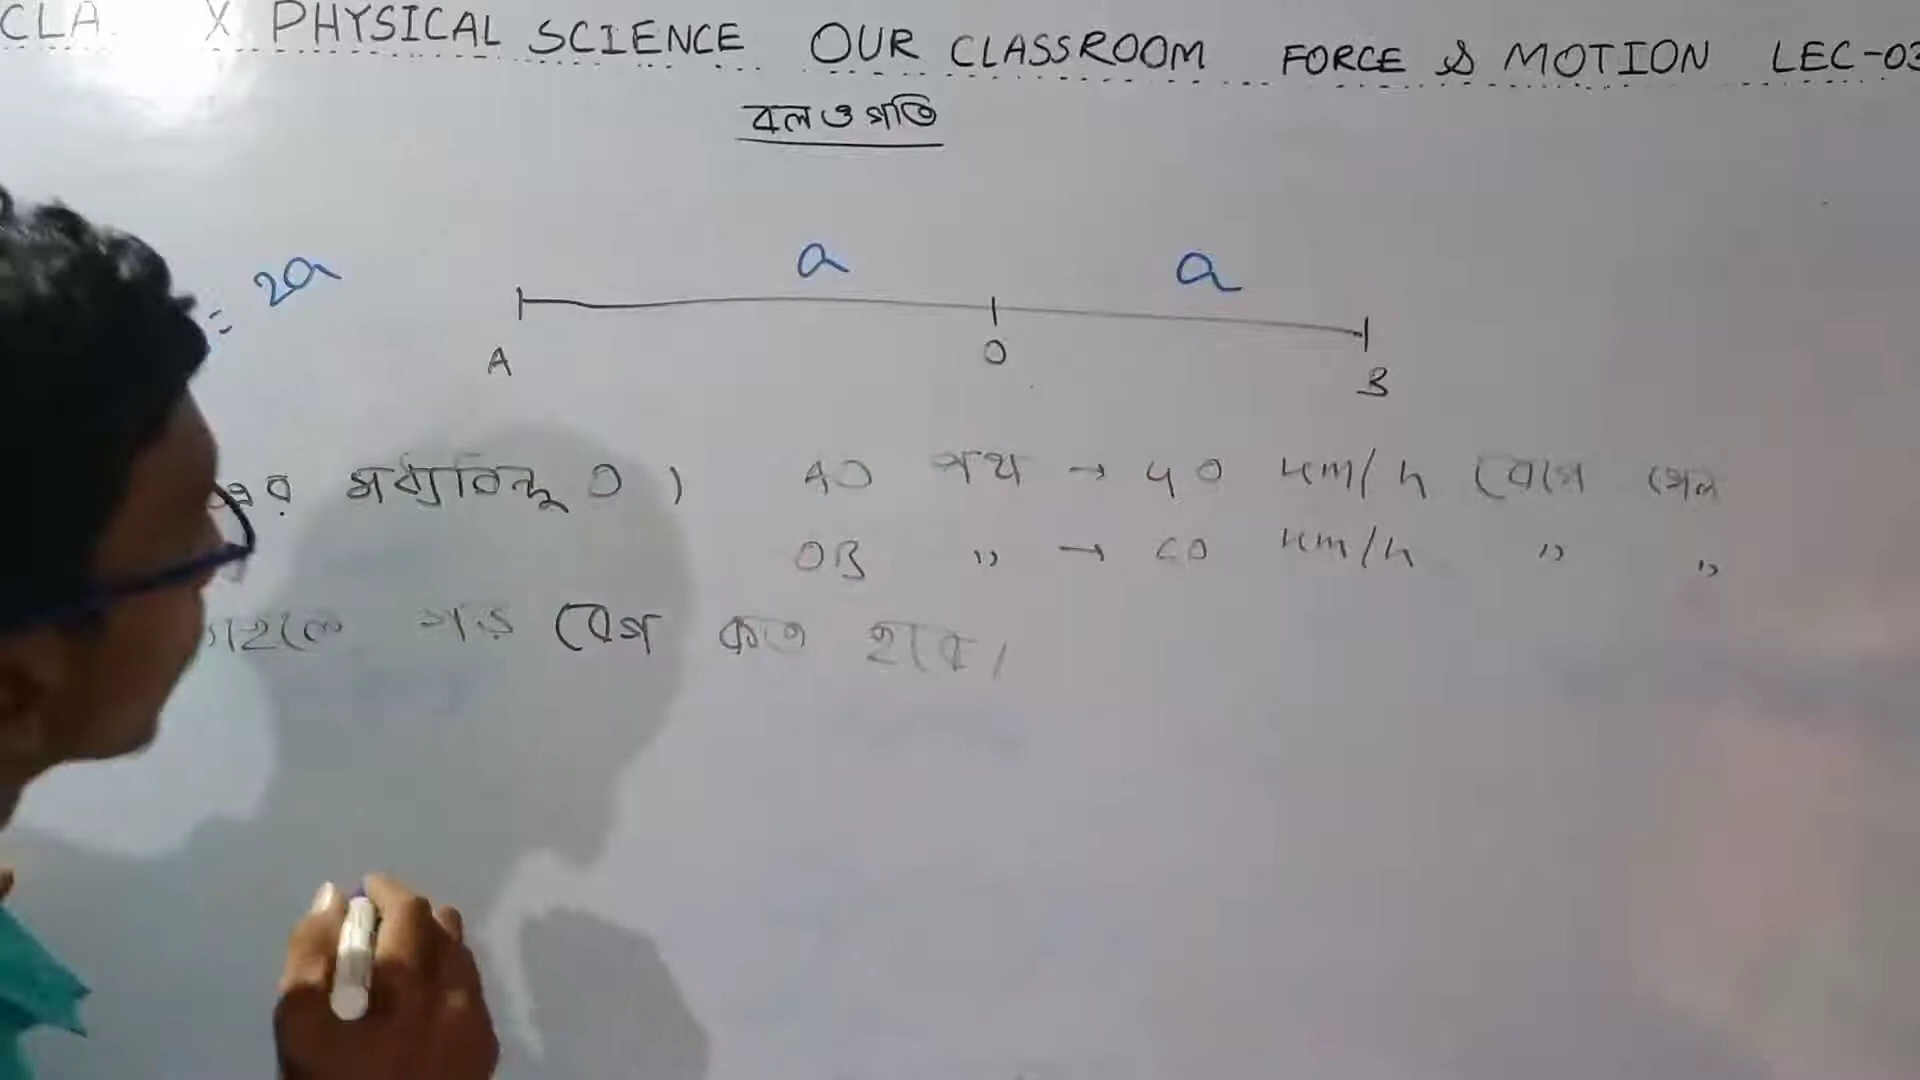 CLA X PHYSICAL SCIENCE OUR CLASSROOM FORCE & MOTION LEC-03
বল ও গতি
= 2a
a a
A O B
এর মধ্যবিন্দু O । AO পথ → 40 km/h বেগে গেল
OB ,, → 60 km/h ,, ,,
তাহলে গড় বেগ কত হবে।